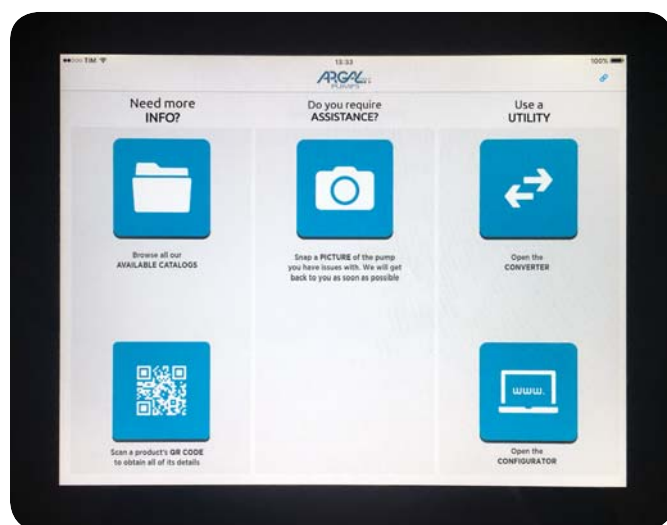 TIM
13:33
100%
ARGAL
PUMPS
Need more
INFO?
Do you require
ASSISTANCE?
Use a
UTILITY
Browse all our
AVAILABLE CATALOGS
Snap a PICTURE of the pump
you have issues with. We will get
back to you as soon as possible
Open the
CONVERTER
Scan a product's QR CODE
to obtain all of its details
www.
Open the
CONFIGURATOR